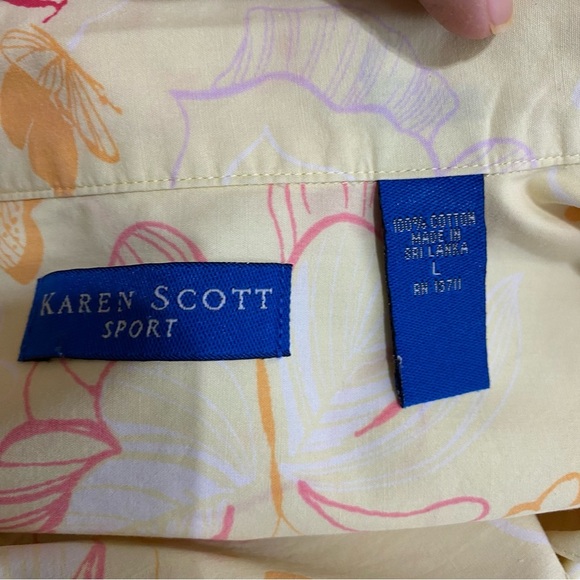 KAREN SCOTT
SPORT
100% COTTON
MADE IN
SRI LANKA
L
RN 13711